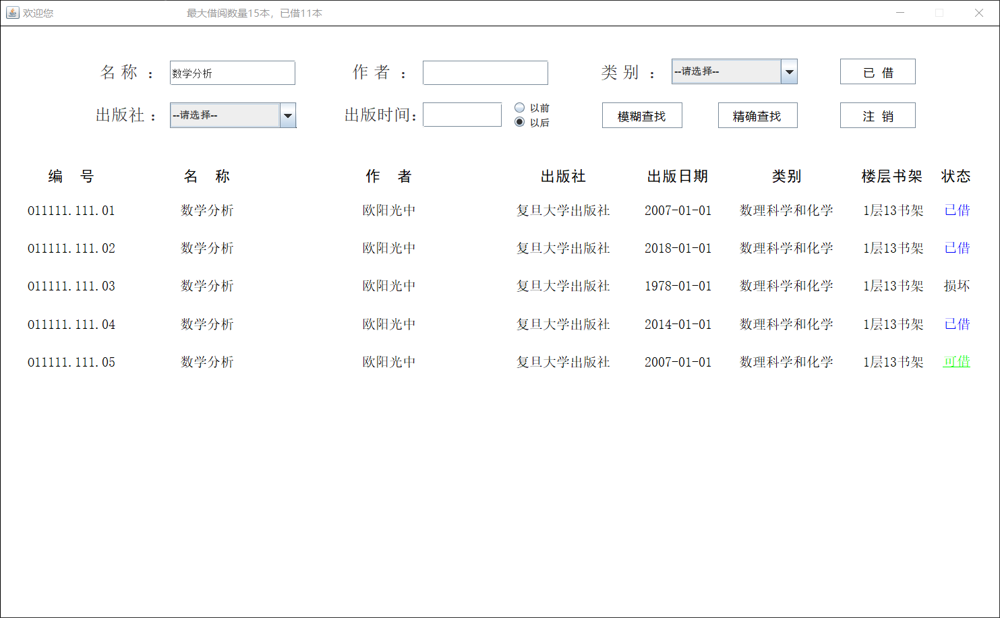 欢迎您 最大借阅数量15本，已借11本
名 称 ： 数学分析 作 者 ： 类 别 ： --请选择-- 已 借
出版社 ： --请选择-- 出版时间： 以前 以后 模糊查找 精确查找 注 销
编 号 名 称 作 者 出版社 出版日期 类别 楼层书架 状态
011111.111.01 数学分析 欧阳光中 复旦大学出版社 2007-01-01 数理科学和化学 1层13书架 已借
011111.111.02 数学分析 欧阳光中 复旦大学出版社 2018-01-01 数理科学和化学 1层13书架 已借
011111.111.03 数学分析 欧阳光中 复旦大学出版社 1978-01-01 数理科学和化学 1层13书架 损坏
011111.111.04 数学分析 欧阳光中 复旦大学出版社 2014-01-01 数理科学和化学 1层13书架 已借
011111.111.05 数学分析 欧阳光中 复旦大学出版社 2007-01-01 数理科学和化学 1层13书架 可借